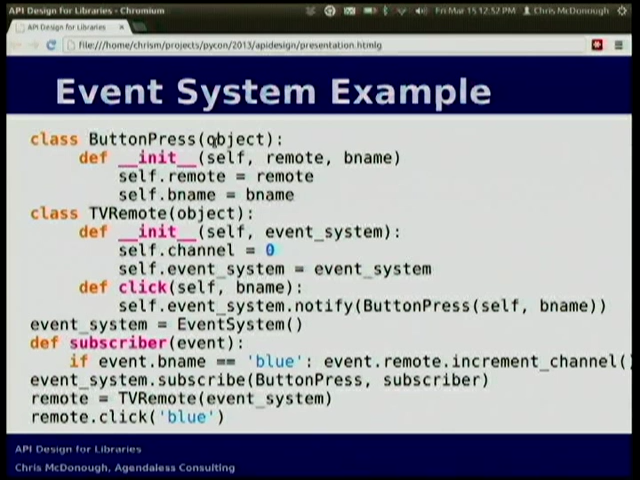 API Design for Libraries - Chromium
Fri Mar 15 12:52 PM
Chris McDonough
API Design for Libraries
file:///home/chrism/projects/pycon/2013/apidesign/presentation.html
Event System Example
class ButtonPress(object):
def __init__(self, remote, bname)
self.remote = remote
self.bname = bname
class TVRemote(object):
def __init__(self, event_system):
self.channel = 0
self.event_system = event_system
def click(self, bname):
self.event_system.notify(ButtonPress(self, bname))
event_system = EventSystem()
def subscriber(event):
if event.bname == 'blue': event.remote.increment_channel()
event_system.subscribe(ButtonPress, subscriber)
remote = TVRemote(event_system)
remote.click('blue')
API Design for Libraries
Chris McDonough, Agendaless Consulting